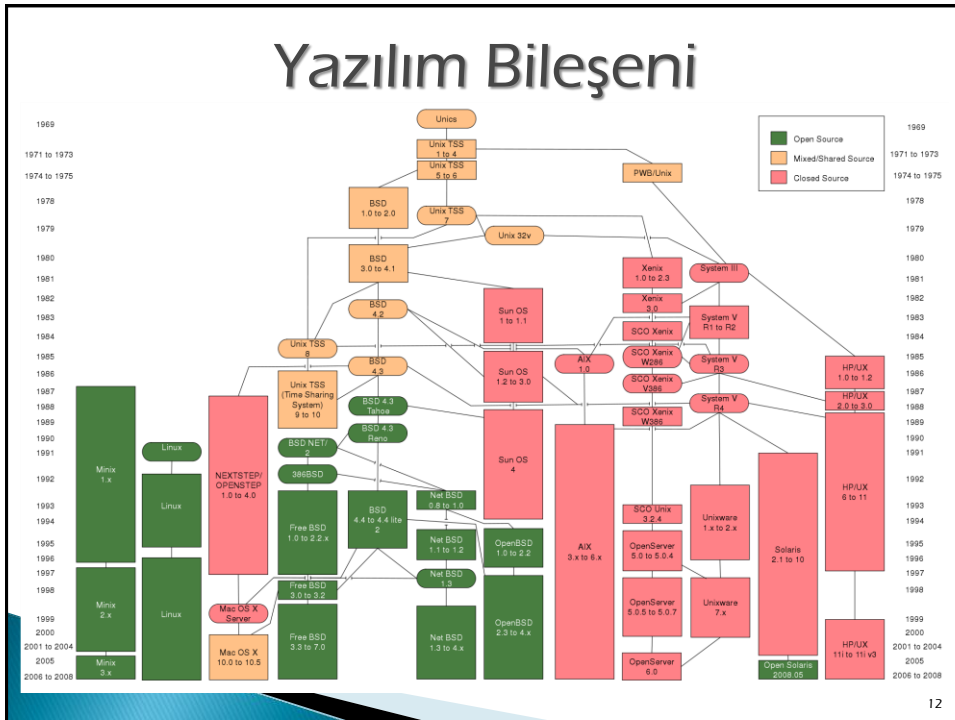 Yazılım Bileşeni
1969
1971 to 1973
1974 to 1975
1978
1979
1980
1981
1982
1983
1984
1985
1986
1987
1988
1989
1990
1991
1992
1993
1994
1995
1996
1997
1998
1999
2000
2001 to 2004
2005
2006 to 2008
Unics
Unix TSS
1 to 4
Unix TSS
5 to 6
PWB/Unix
BSD
1.0 to 2.0
Unix TSS
7
Unix 32v
BSD
3.0 to 4.1
Xenix
1.0 to 2.3
System III
Sun OS
1 to 1.1
Xenix
3.0
BSD
4.2
System V
R1 to R2
SCO Xenix
Unix TSS
8
Sun OS
1.2 to 3.0
AIX
1.0
SCO Xenix
W286
System V
R3
BSD
4.3
HP/UX
1.0 to 1.2
Unix TSS
(Time Sharing
System)
9 to 10
SCO Xenix
V386
HP/UX
2.0 to 3.0
BSD 4.3
Tahoe
SCO Xenix
W386
System V
R4
BSD 4.3
Reno
BSD NET/
2
Linux
Minix
1.x
NEXTSTEP/
OPENSTEP
1.0 to 4.0
386BSD
Sun OS
4
HP/UX
6 to 11
Linux
Free BSD
1.0 to 2.2.x
BSD
4.4 to 4.4 lite
2
Net BSD
0.8 to 1.0
SCO Unix
3.2.4
Unixware
1.x to 2.x
Net BSD
1.1 to 1.2
OpenBSD
1.0 to 2.2
AIX
3.x to 6.x
OpenServer
5.0 to 5.0.4
Solaris
2.1 to 10
Net BSD
1.3
Free BSD
3.0 to 3.2
Minix
2.x
Linux
Mac OS X
Server
OpenServer
5.0.5 to 5.0.7
Unixware
7.x
Free BSD
3.3 to 7.0
Net BSD
1.3 to 4.x
OpenBSD
2.3 to 4.x
Mac OS X
10.0 to 10.5
HP/UX
11i to 11i v3
Minix
3.x
OpenServer
6.0
Open Solaris
2008.05
Open Source
Mixed/Shared Source
Closed Source
1969
1971 to 1973
1974 to 1975
1978
1979
1980
1981
1982
1983
1984
1985
1986
1987
1988
1989
1990
1991
1992
1993
1994
1995
1996
1997
1998
1999
2000
2001 to 2004
2005
2006 to 2008
12